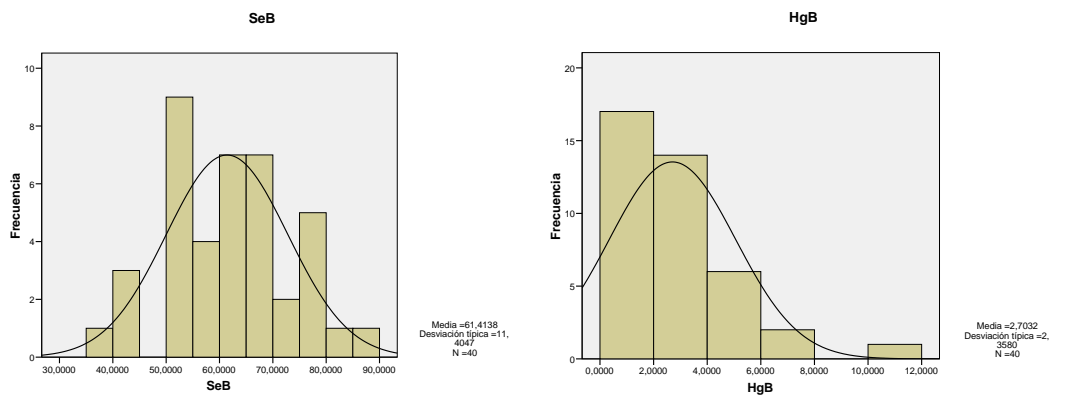 SeB
Frecuencia
10
8
6
4
2
0
30,0000 40,0000 50,0000 60,0000 70,0000 80,0000 90,0000
SeB
Media =61,4138
Desviación típica =11,
4047
N =40
HgB
Frecuencia
20
15
10
5
0
0,0000 2,0000 4,0000 6,0000 8,0000 10,0000 12,0000
HgB
Media =2,7032
Desviación típica =2,
3580
N =40